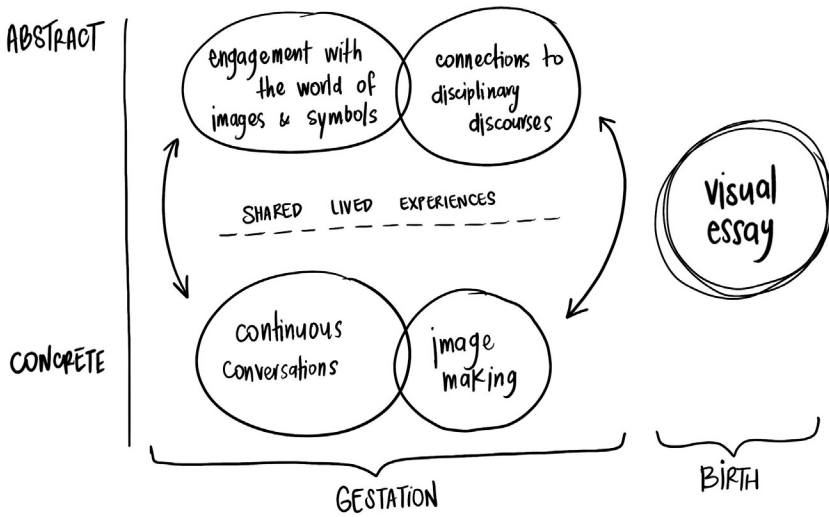 ABSTRACT
engagement with
the world of
images & symbols
connections to
disciplinary
discourses
SHARED LIVED EXPERIENCES
visual
essay
CONCRETE
continuous
conversations
image
making
GESTATION
BIRTH